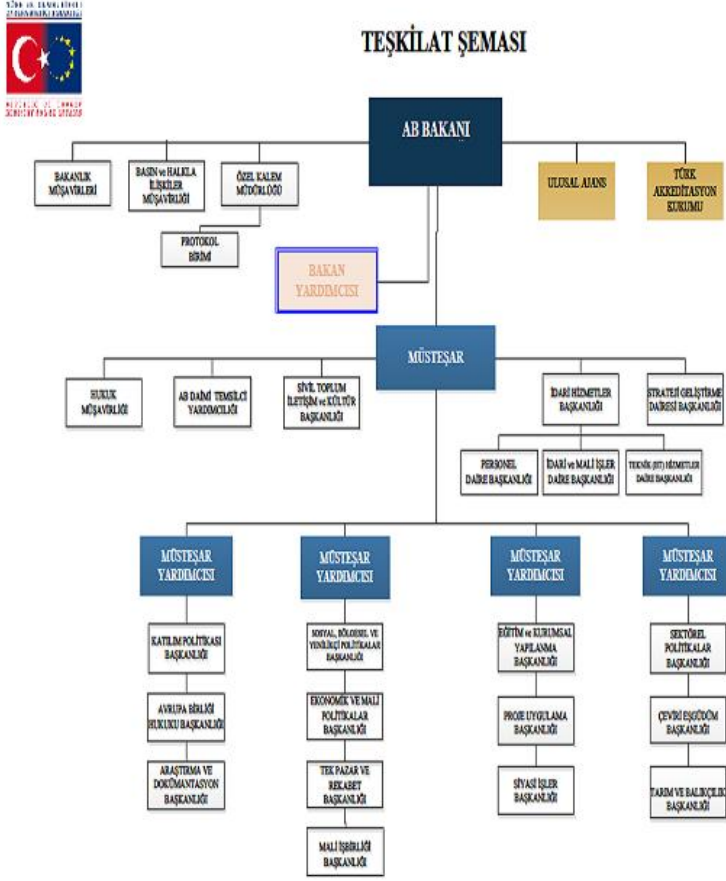 TEŞKİLAT ŞEMASI
AB BAKANI
BAKANLIK
MÜŞAVİRLERİ
BASIN ve HALKLA
İLİŞKİLER
MÜŞAVİRLİĞİ
ÖZEL KALEM
MÜDÜRLÜĞÜ
ULUSAL AJANS
TÜRK
AKREDİTASYON
KURUMU
PROTOKOL
BİRİMİ
BAKAN
YARDIMCISI
MÜSTEŞAR
HUKUK
MÜŞAVİRLİĞİ
AB DAİMİ TEMSİLCİ
YARDIMCILIĞI
SİVİL TOPLUM
İLETİŞİM ve KÜLTÜR
BAŞKANLIĞI
İDARİ HİZMETLER
BAŞKANLIĞI
STRATEJİ GELİŞTİRME
DAİRESİ BAŞKANLIĞI
PERSONEL
DAİRE BAŞKANLIĞI
İDARİ ve MALİ İŞLER
DAİRE BAŞKANLIĞI
TEKNİK (BT) HİZMETLER
DAİRE BAŞKANLIĞI
MÜSTEŞAR
YARDIMCISI
KATILIM POLİTİKASI
BAŞKANLIĞI
AVRUPA BİRLİĞİ
HUKUKU BAŞKANLIĞI
ARAŞTIRMA VE
DOKÜMANTASYON
BAŞKANLIĞI
MÜSTEŞAR
YARDIMCISI
SOSYAL, BÖLGESEL VE
YENİLİKÇİ POLİTİKALAR
BAŞKANLIĞI
EKONOMİK VE MALİ
POLİTİKALAR
BAŞKANLIĞI
TEK PAZAR VE
REKABET
BAŞKANLIĞI
MALİ İŞBİRLİĞİ
BAŞKANLIĞI
MÜSTEŞAR
YARDIMCISI
EĞİTİM ve KURUMSAL
YAPILANMA
BAŞKANLIĞI
PROJE UYGULAMA
BAŞKANLIĞI
SİYASİ İŞLER
BAŞKANLIĞI
MÜSTEŞAR
YARDIMCISI
SEKTÖREL
POLİTİKALAR
BAŞKANLIĞI
ÇEVİRİ EŞGÜDÜM
BAŞKANLIĞI
TARIM VE BALIKÇILIK
BAŞKANLIĞI